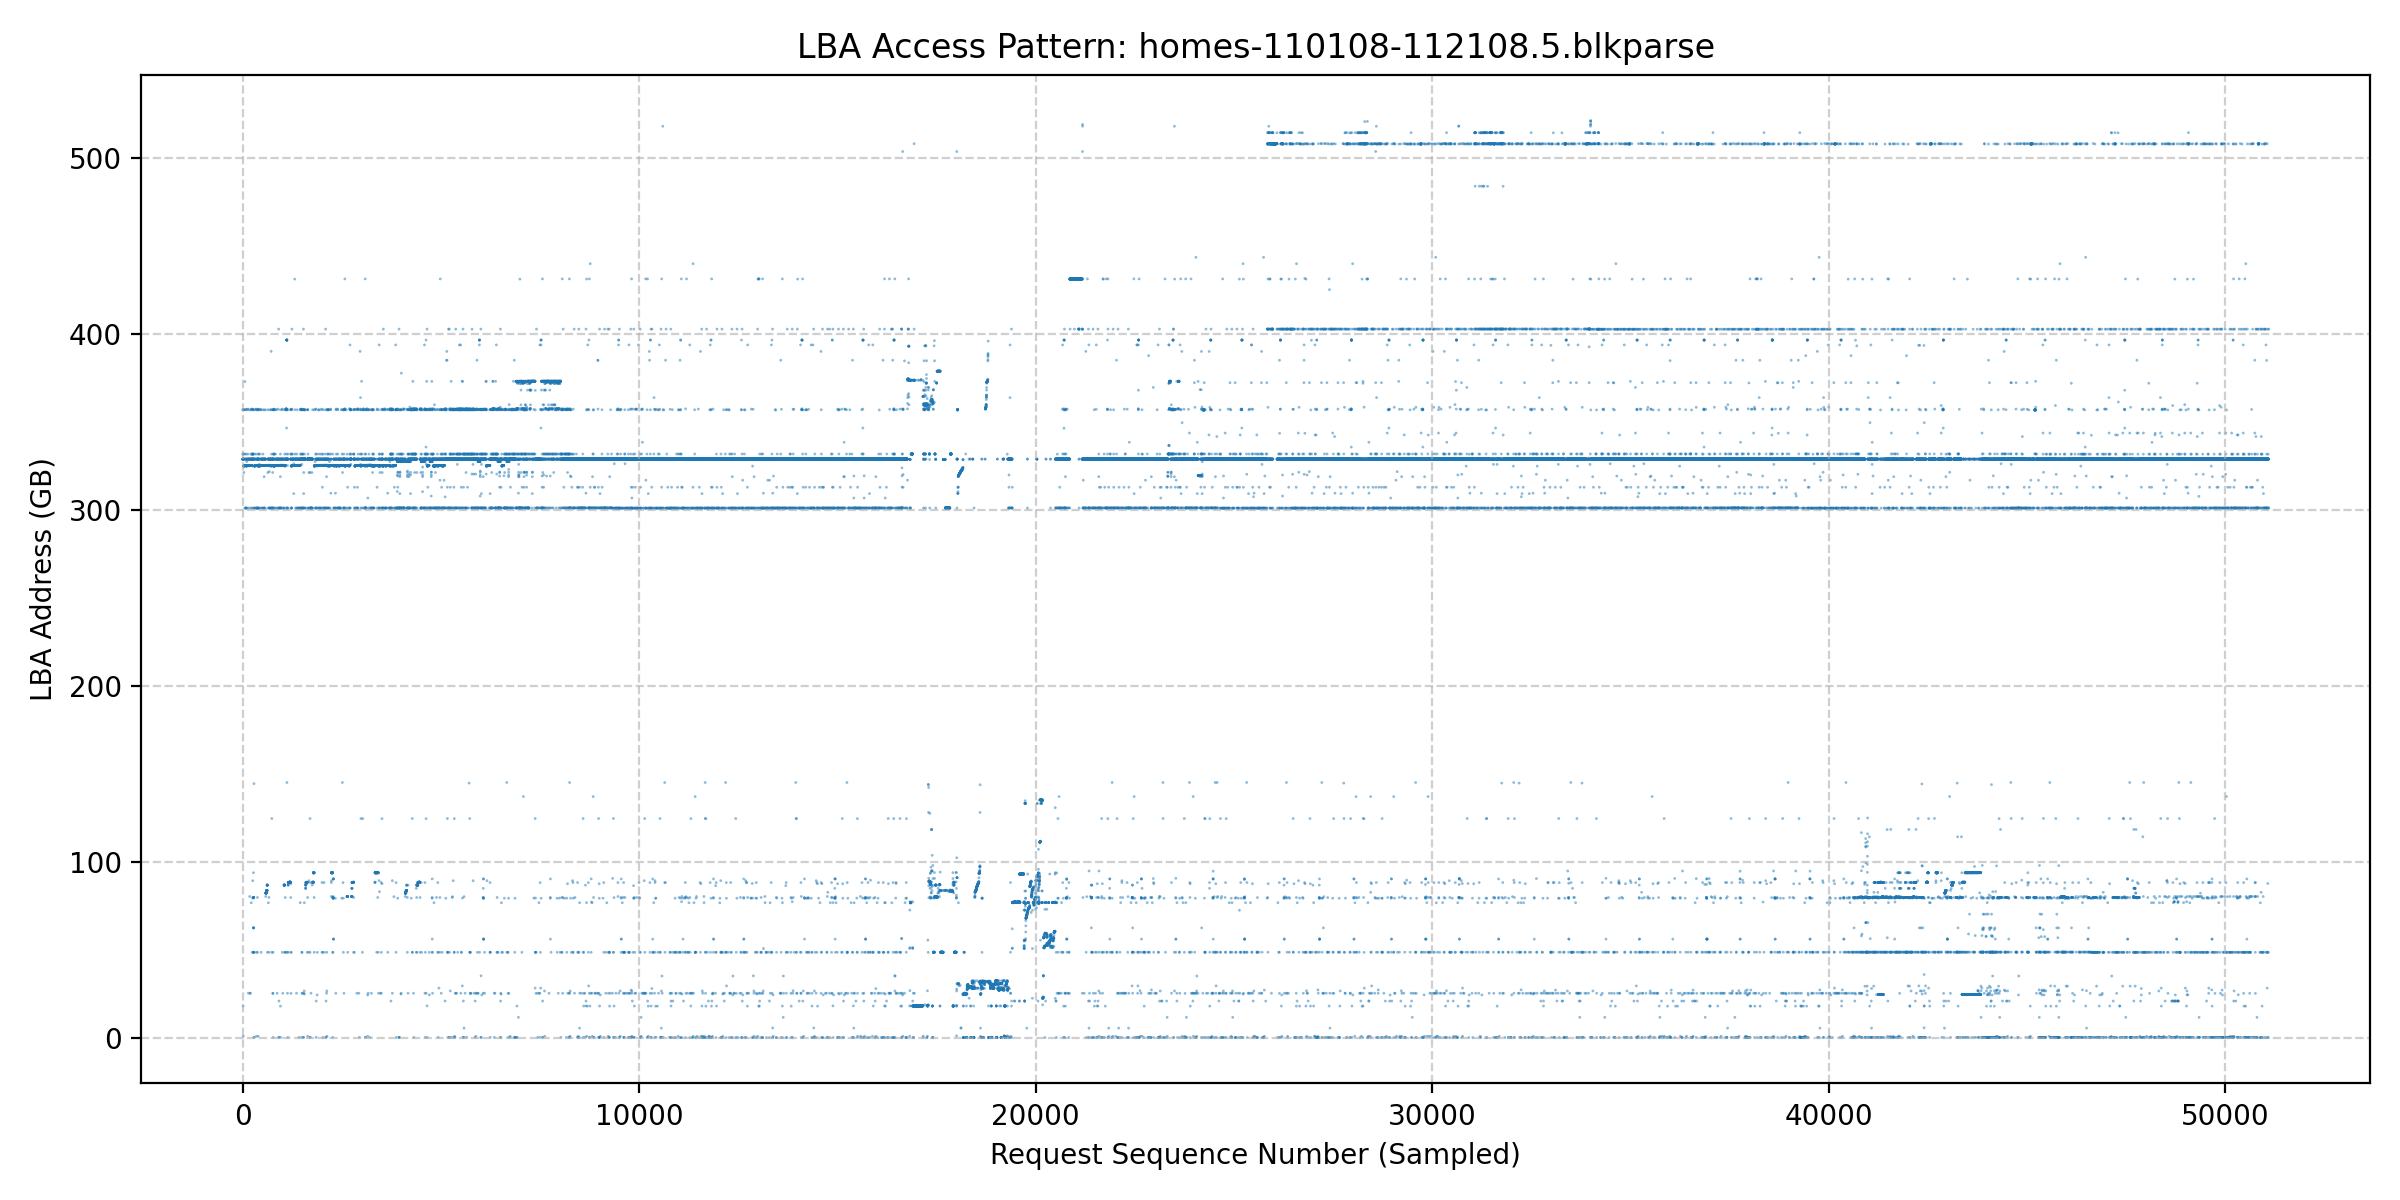 LBA Access Pattern: homes-110108-112108.5.blkparse
LBA Address (GB)
500
400
300
200
100
0
0 10000 20000 30000 40000 50000
Request Sequence Number (Sampled)